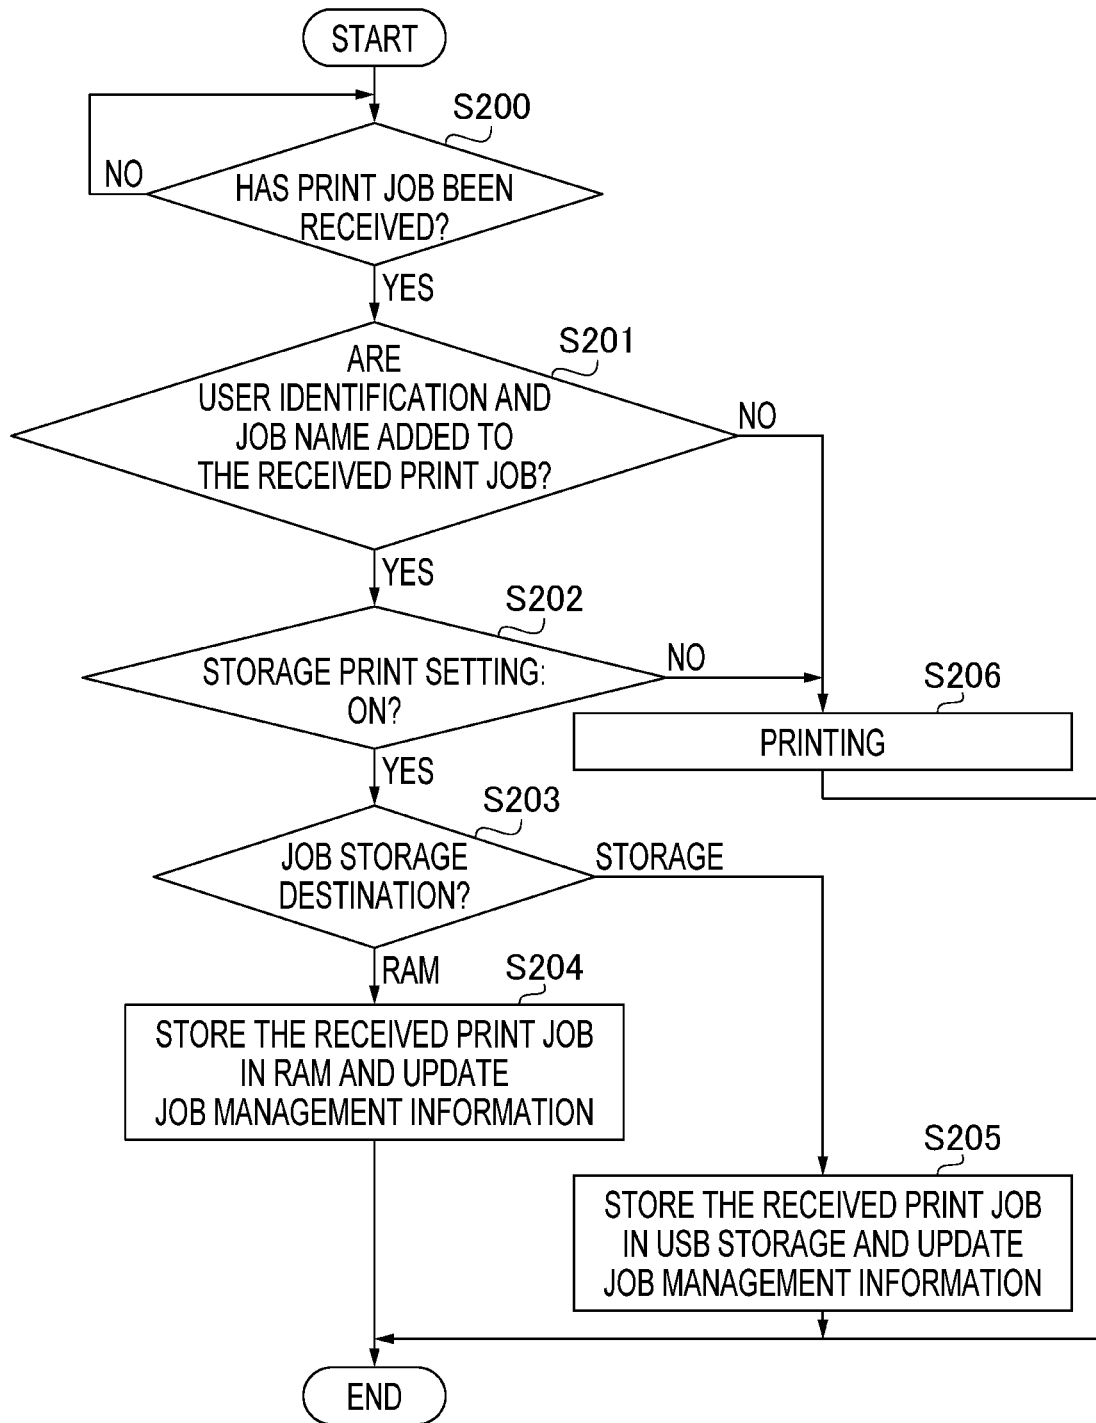 START
S200
NO
HAS PRINT JOB BEEN
RECEIVED?
YES
S201
ARE
USER IDENTIFICATION AND
JOB NAME ADDED TO
THE RECEIVED PRINT JOB?
NO
YES
S202
STORAGE PRINT SETTING:
ON?
NO
S206
PRINTING
YES
S203
JOB STORAGE
DESTINATION?
STORAGE
RAM
S204
STORE THE RECEIVED PRINT JOB
IN RAM AND UPDATE
JOB MANAGEMENT INFORMATION
S205
STORE THE RECEIVED PRINT JOB
IN USB STORAGE AND UPDATE
JOB MANAGEMENT INFORMATION
END